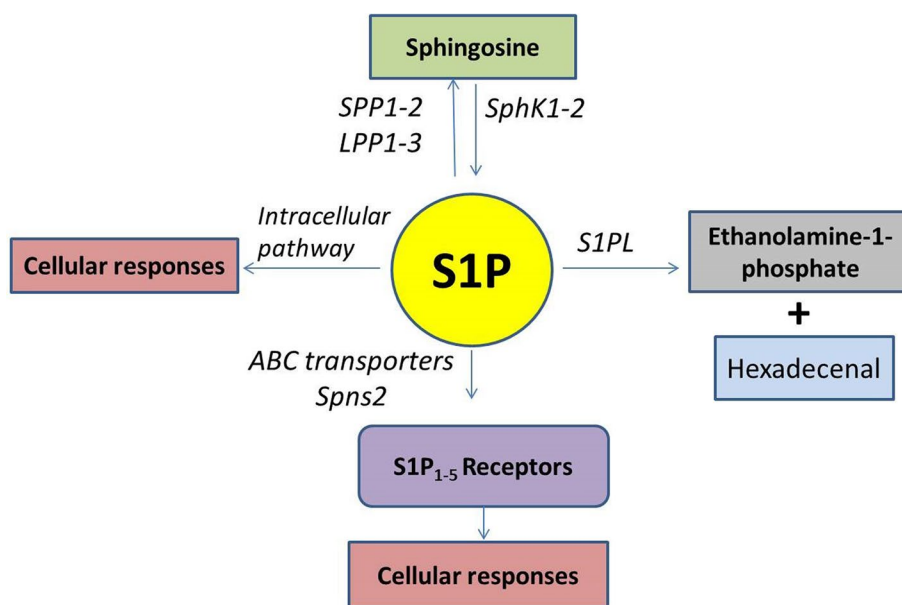 Sphingosine
SPP1-2
LPP1-3
SphK1-2
Intracellular
pathway
Cellular responses
S1P
S1PL
Ethanolamine-1-
phosphate
+
Hexadecenal
ABC transporters
Spns2
S1P₁₋₅ Receptors
Cellular responses